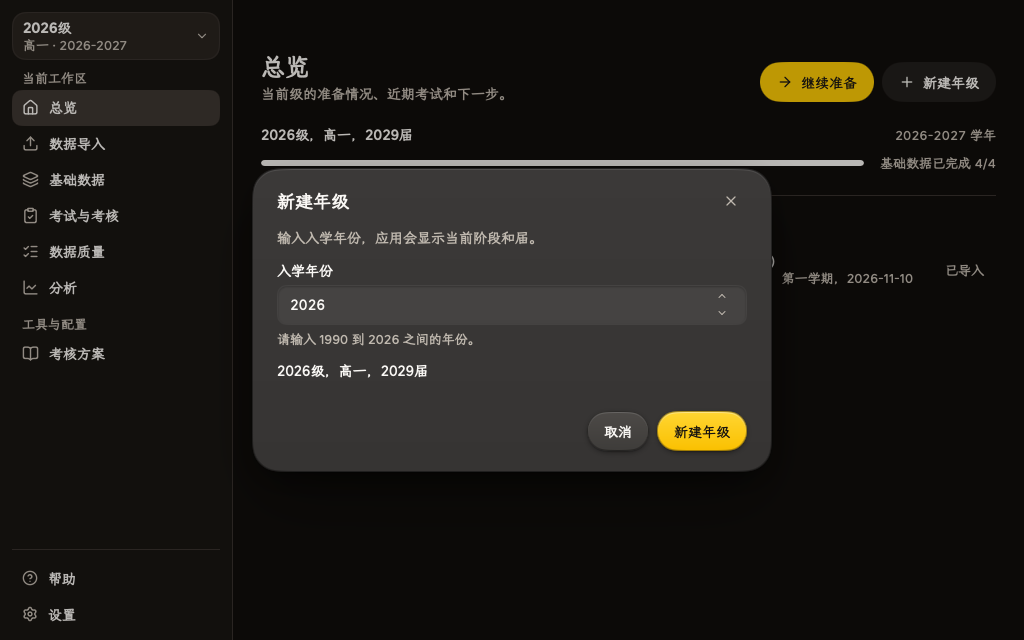 2026级
高一 · 2026-2027
当前工作区
总览
数据导入
基础数据
考试与考核
数据质量
分析
工具与配置
考核方案
帮助
设置
总览
当前级的准备情况、近期考试和下一步。
继续准备
新建年级
2026级，高一，2029届
2026-2027 学年
基础数据已完成 4/4
)
第一学期，2026-11-10
已导入
新建年级
输入入学年份，应用会显示当前阶段和届。
入学年份
2026
请输入 1990 到 2026 之间的年份。
2026级，高一，2029届
取消
新建年级